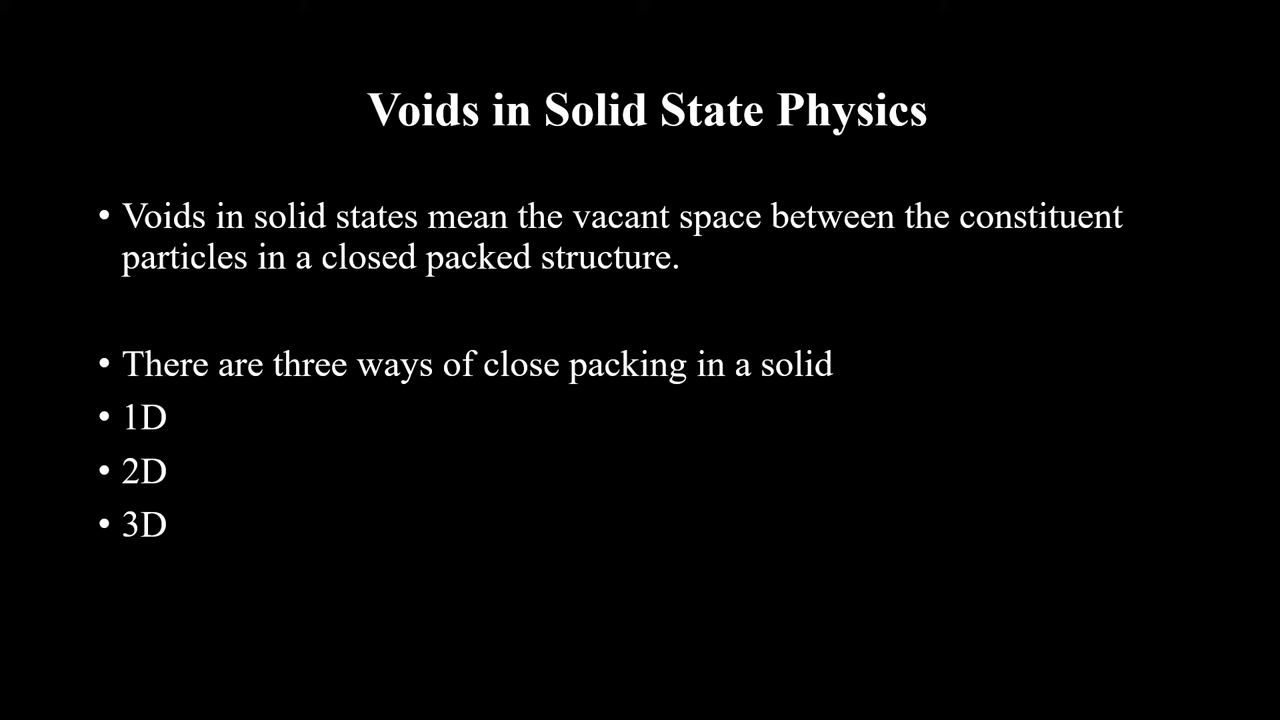 Voids in Solid State Physics
• Voids in solid states mean the vacant space between the constituent
particles in a closed packed structure.
• There are three ways of close packing in a solid
• 1D
• 2D
• 3D